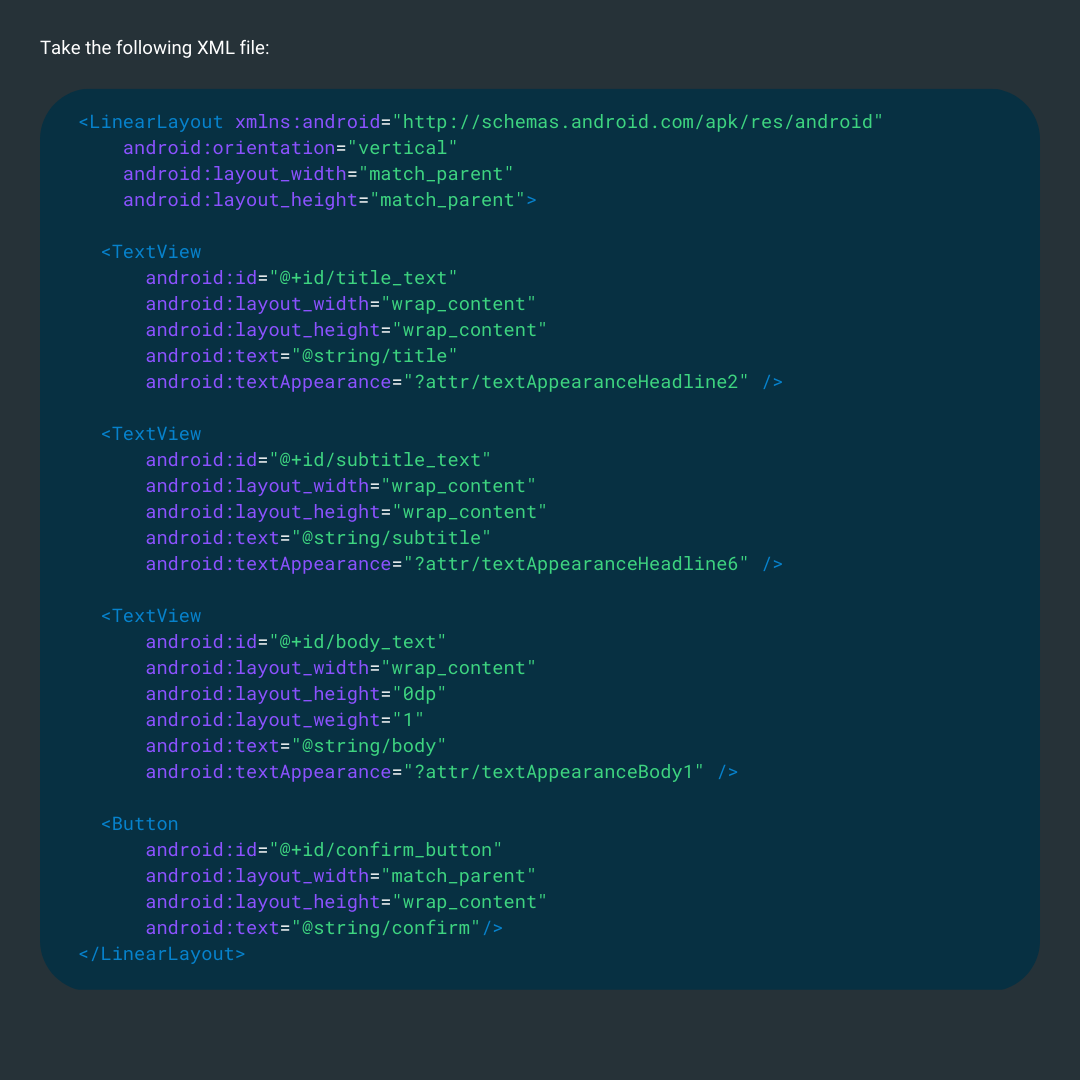 Take the following XML file:
<LinearLayout xmlns:android="http://schemas.android.com/apk/res/android"
    android:orientation="vertical"
    android:layout_width="match_parent"
    android:layout_height="match_parent">

  <TextView
      android:id="@+id/title_text"
      android:layout_width="wrap_content"
      android:layout_height="wrap_content"
      android:text="@string/title"
      android:textAppearance="?attr/textAppearanceHeadline2" />

  <TextView
      android:id="@+id/subtitle_text"
      android:layout_width="wrap_content"
      android:layout_height="wrap_content"
      android:text="@string/subtitle"
      android:textAppearance="?attr/textAppearanceHeadline6" />

  <TextView
      android:id="@+id/body_text"
      android:layout_width="wrap_content"
      android:layout_height="0dp"
      android:layout_weight="1"
      android:text="@string/body"
      android:textAppearance="?attr/textAppearanceBody1" />

  <Button
      android:id="@+id/confirm_button"
      android:layout_width="match_parent"
      android:layout_height="wrap_content"
      android:text="@string/confirm"/>
</LinearLayout>